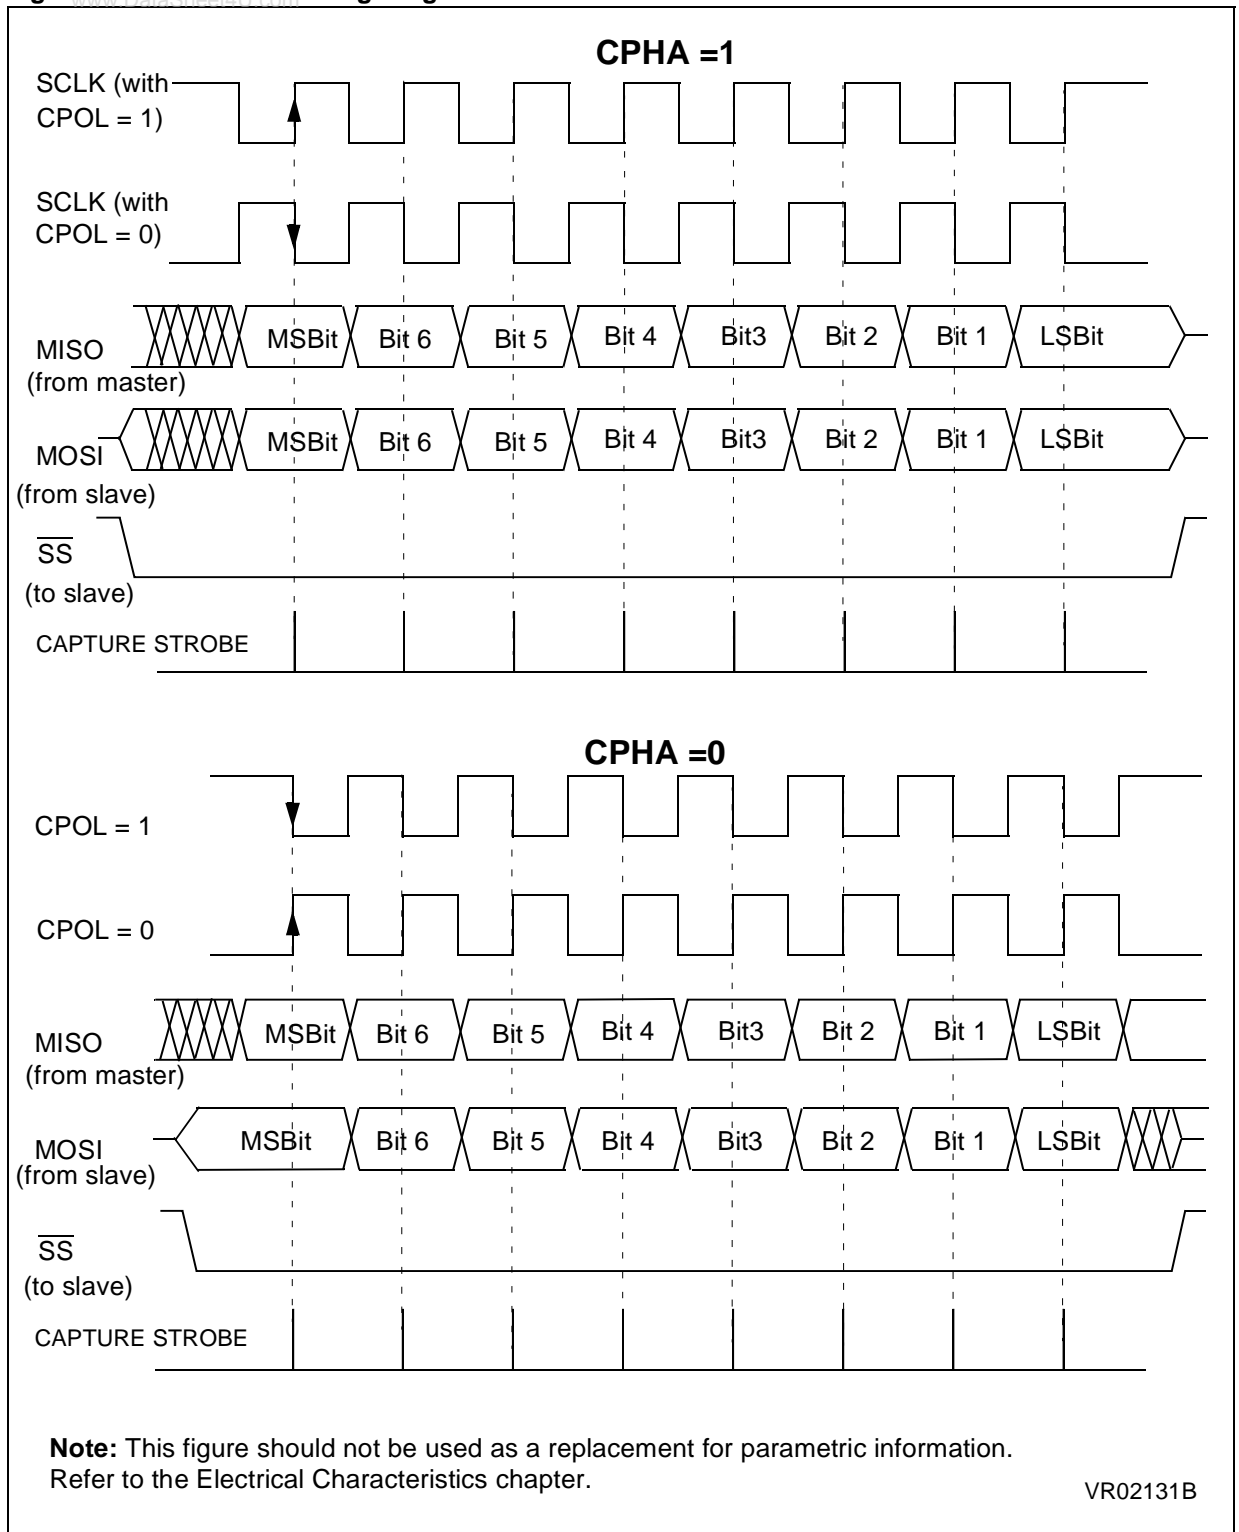 www.DataSheet4U.com
CPHA =1
SCLK (with
CPOL = 1)
SCLK (with
CPOL = 0)
MISO
(from master)
MSBit Bit 6 Bit 5 Bit 4 Bit3 Bit 2 Bit 1 LSBit
MOSI
(from slave)
MSBit Bit 6 Bit 5 Bit 4 Bit3 Bit 2 Bit 1 LSBit
SS
(to slave)
CAPTURE STROBE
CPHA =0
CPOL = 1
CPOL = 0
MISO
(from master)
MSBit Bit 6 Bit 5 Bit 4 Bit3 Bit 2 Bit 1 LSBit
MOSI
(from slave)
MSBit Bit 6 Bit 5 Bit 4 Bit3 Bit 2 Bit 1 LSBit
SS
(to slave)
CAPTURE STROBE
Note: This figure should not be used as a replacement for parametric information.
Refer to the Electrical Characteristics chapter.
VR02131B